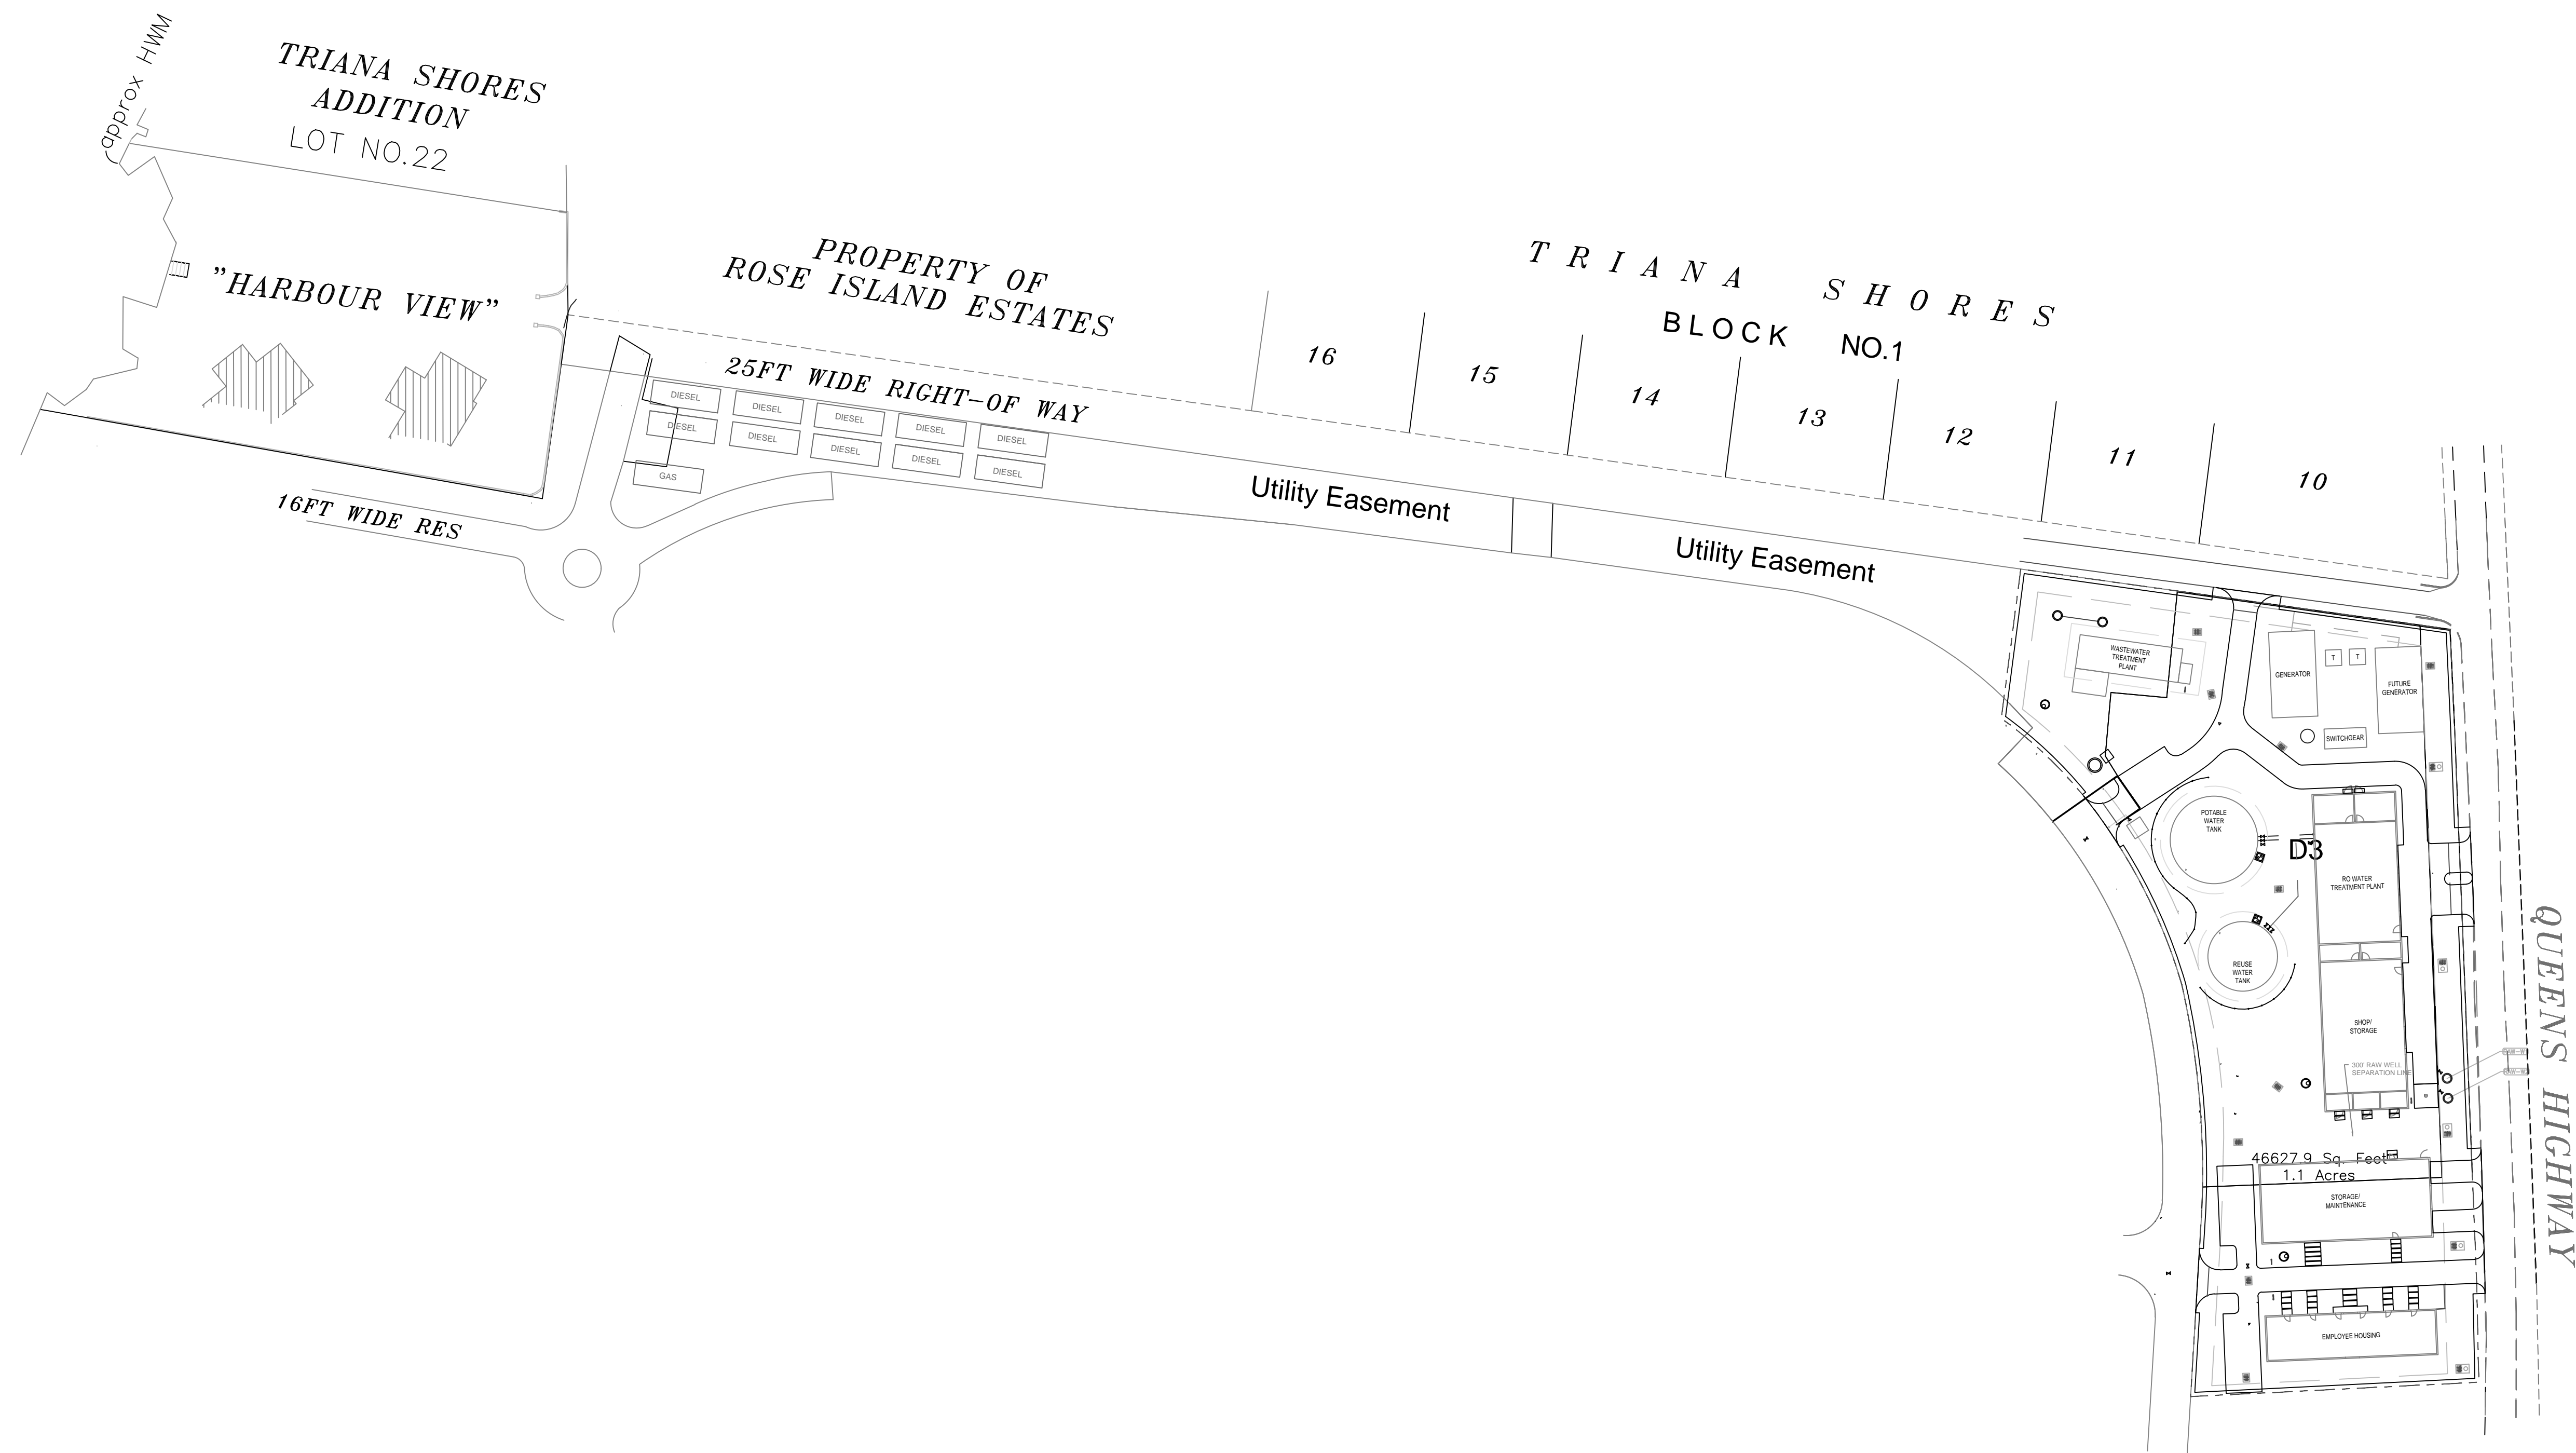 approx HWM
TRIANA SHORES
ADDITION
LOT NO.22
"HARBOUR VIEW"
16FT WIDE RES
PROPERTY OF
ROSE ISLAND ESTATES
25FT WIDE RIGHT-OF WAY
DIESEL
DIESEL
DIESEL
DIESEL
DIESEL
DIESEL
DIESEL
DIESEL
DIESEL
DIESEL
GAS
TRIANA SHORES
BLOCK NO.1
16
15
14
13
12
11
10
Utility Easement
Utility Easement
WASTEWATER
TREATMENT
PLANT
GENERATOR
T
T
FUTURE
GENERATOR
SWITCHGEAR
POTABLE
WATER
TANK
D3
RO WATER
TREATMENT PLANT
REUSE
WATER
TANK
SHOP/
STORAGE
300' RAW WELL
SEPARATION LINE
46627.9 Sq. Feet
1.1 Acres
STORAGE/
MAINTENANCE
EMPLOYEE HOUSING
QUEENS HIGHWAY